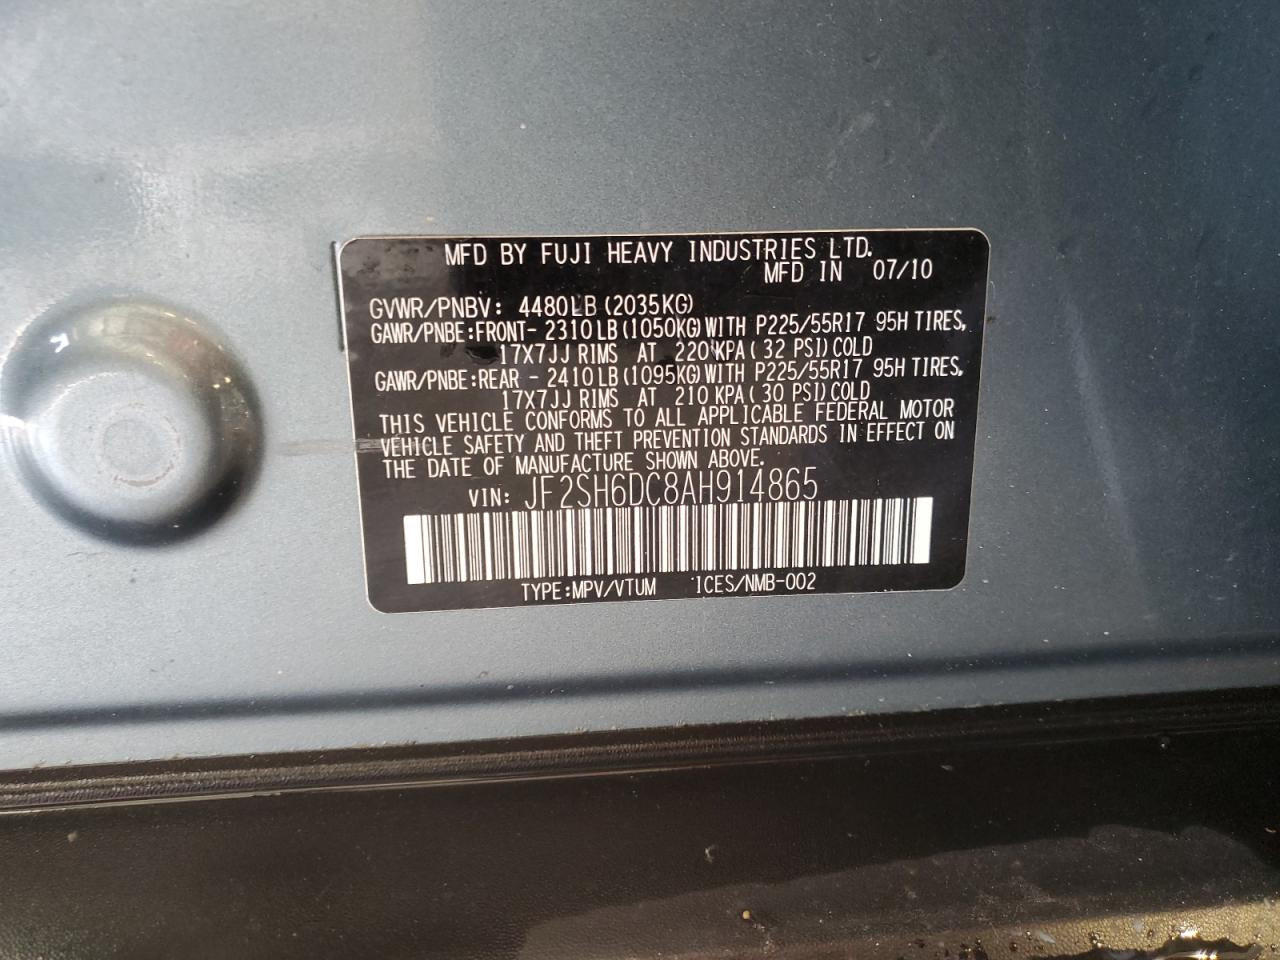 MFD BY FUJI HEAVY INDUSTRIES LTD.
MFD IN 07/10
GVWR/PNBV: 4480LB (2035KG)
GAWR/PNBE:FRONT- 2310 LB (1050KG) WITH P225/55R17 95H TIRES,
17X7JJ RIMS AT 220 KPA ( 32 PSI) COLD
GAWR/PNBE:REAR - 2410 LB (1095KG) WITH P225/55R17 95H TIRES,
17X7JJ RIMS AT 210 KPA ( 30 PSI) COLD
THIS VEHICLE CONFORMS TO ALL APPLICABLE FEDERAL MOTOR
VEHICLE SAFETY AND THEFT PREVENTION STANDARDS IN EFFECT ON
THE DATE OF MANUFACTURE SHOWN ABOVE.
VIN: JF2SH6DC8AH914865
TYPE:MPV/VTUM ICES/NMB-002